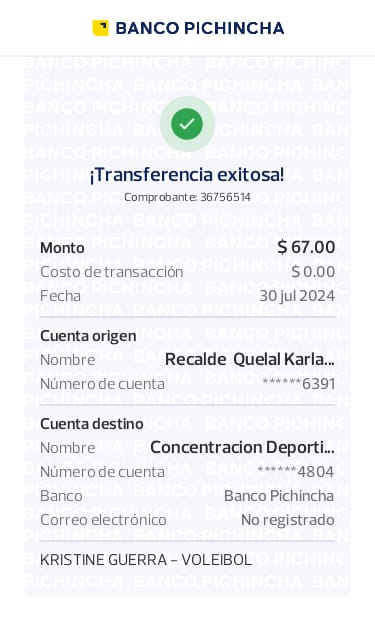 BANCO PICHINCHA
¡Transferencia exitosa!
Comprobante: 36756514
Monto $ 67.00
Costo de transacción $ 0.00
Fecha 30 jul 2024
Cuenta origen
Nombre Recalde Quelal Karla...
Número de cuenta ******6391
Cuenta destino
Nombre Concentracion Deporti...
Número de cuenta ******4804
Banco Banco Pichincha
Correo electrónico No registrado
KRISTINE GUERRA - VOLEIBOL